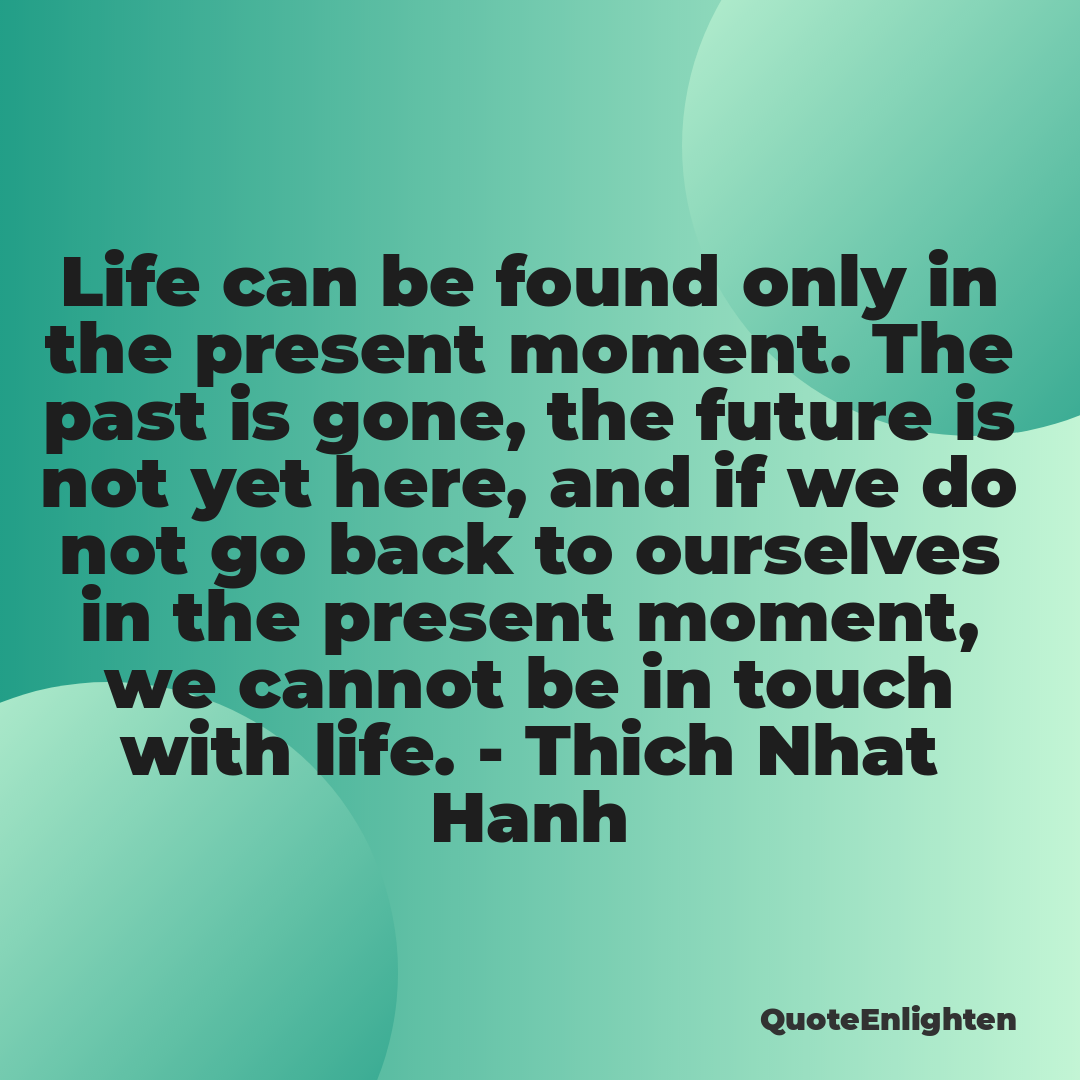 Life can be found only in
the present moment. The
past is gone, the future is
not yet here, and if we do
not go back to ourselves
in the present moment,
we cannot be in touch
with life. - Thich Nhat
Hanh
QuoteEnlighten